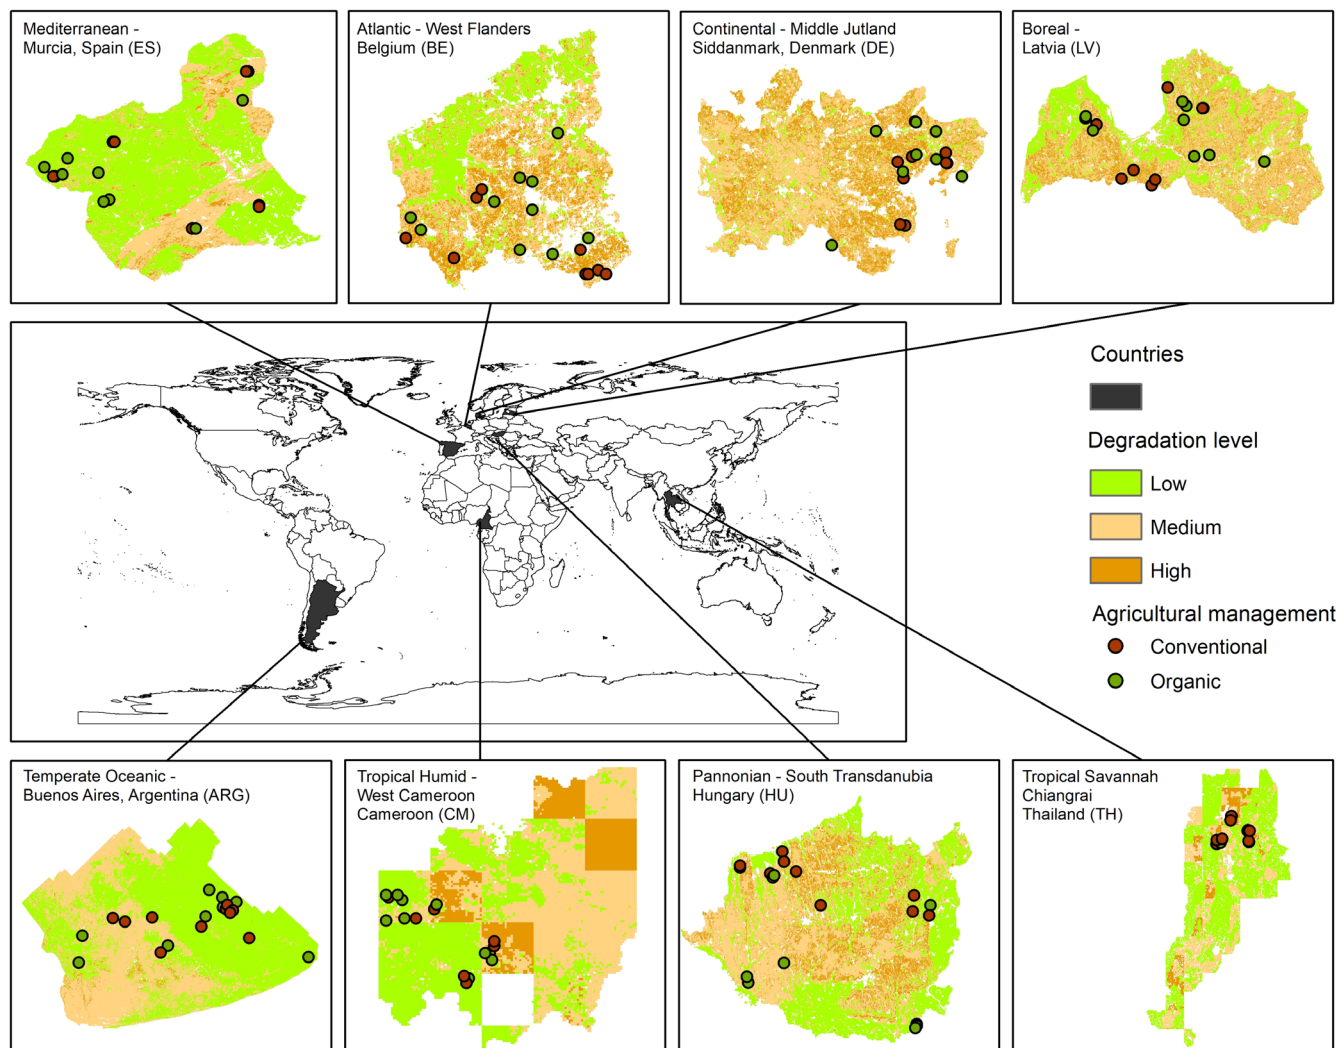 Mediterranean -
Murcia, Spain (ES)
Atlantic - West Flanders
Belgium (BE)
Continental - Middle Jutland
Siddanmark, Denmark (DE)
Boreal -
Latvia (LV)
Countries
Degradation level
Low
Medium
High
Agricultural management
Conventional
Organic
Temperate Oceanic -
Buenos Aires, Argentina (ARG)
Tropical Humid -
West Cameroon
Cameroon (CM)
Pannonian - South Transdanubia
Hungary (HU)
Tropical Savannah
Chiangrai
Thailand (TH)